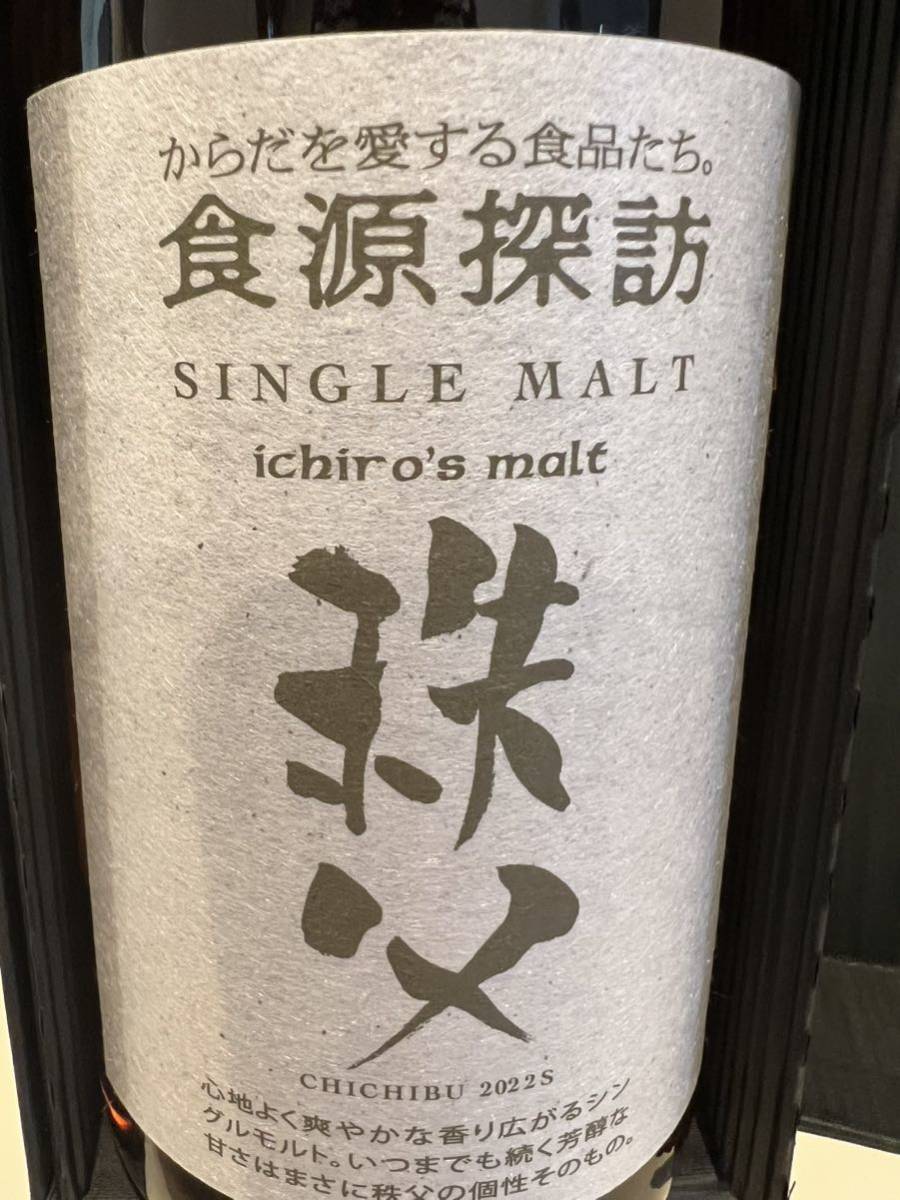 からだを愛する食品たち。
食源探訪
SINGLE MALT
ichiro's malt
秩
父
CHICHIBU 2022S
心地よく爽やかな香り広がるシン
グルモルト。いつまでも続く芳醇な
甘さはまさに秩父の個性そのもの。